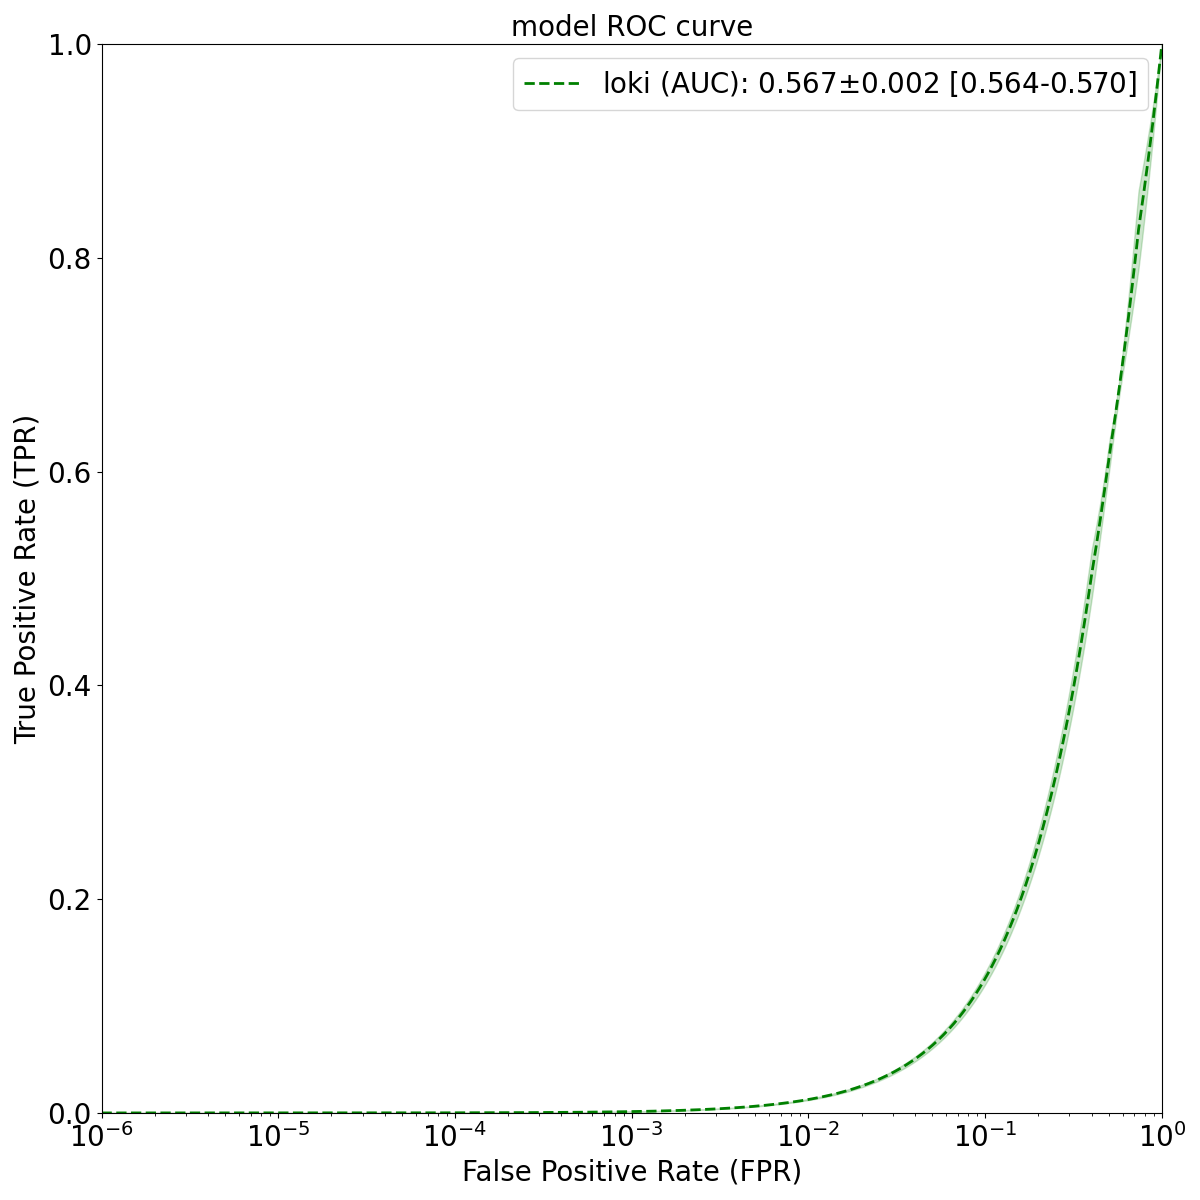 model ROC curve
loki (AUC): 0.567±0.002 [0.564-0.570]
1.0
0.8
0.6
0.4
0.2
0.0
True Positive Rate (TPR)
10⁻⁶ 10⁻⁵ 10⁻⁴ 10⁻³ 10⁻² 10⁻¹ 10⁰
False Positive Rate (FPR)